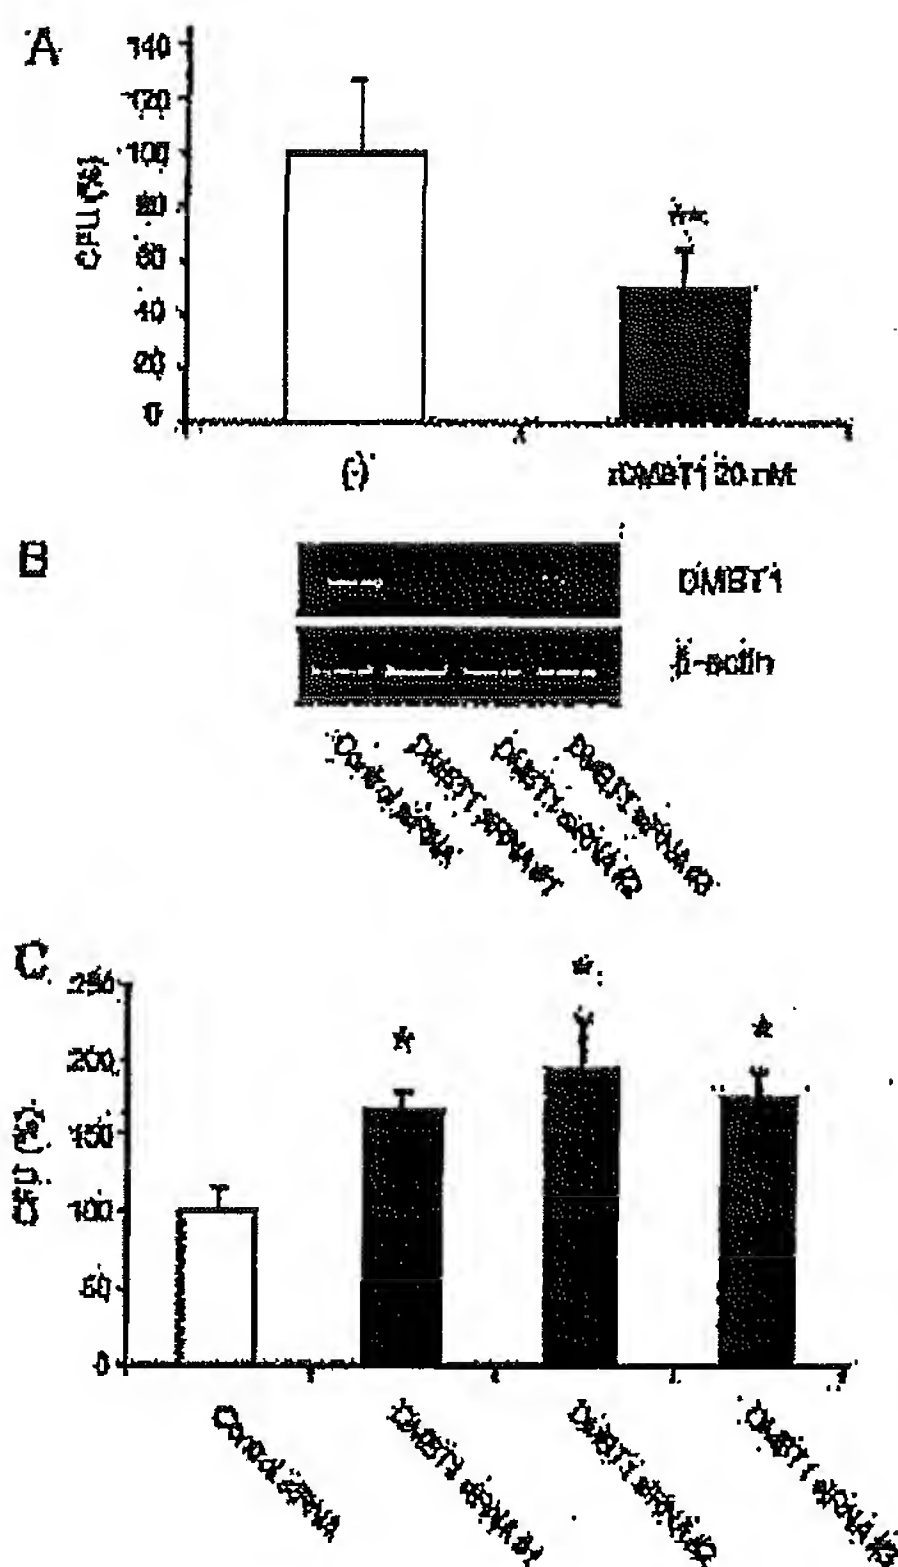 A
140
120
100
80
60
40
20
0
CFU (%)
(-)
rDMBT1 20 nM
**
B
DMBT1
β-actin
Control siRNA
DMBT1 siRNA #1
DMBT1 siRNA #2
DMBT1 siRNA #3
C
250
200
150
100
50
0
CFU (%)
*
*
*
Control siRNA
DMBT1 siRNA #1
DMBT1 siRNA #2
DMBT1 siRNA #3